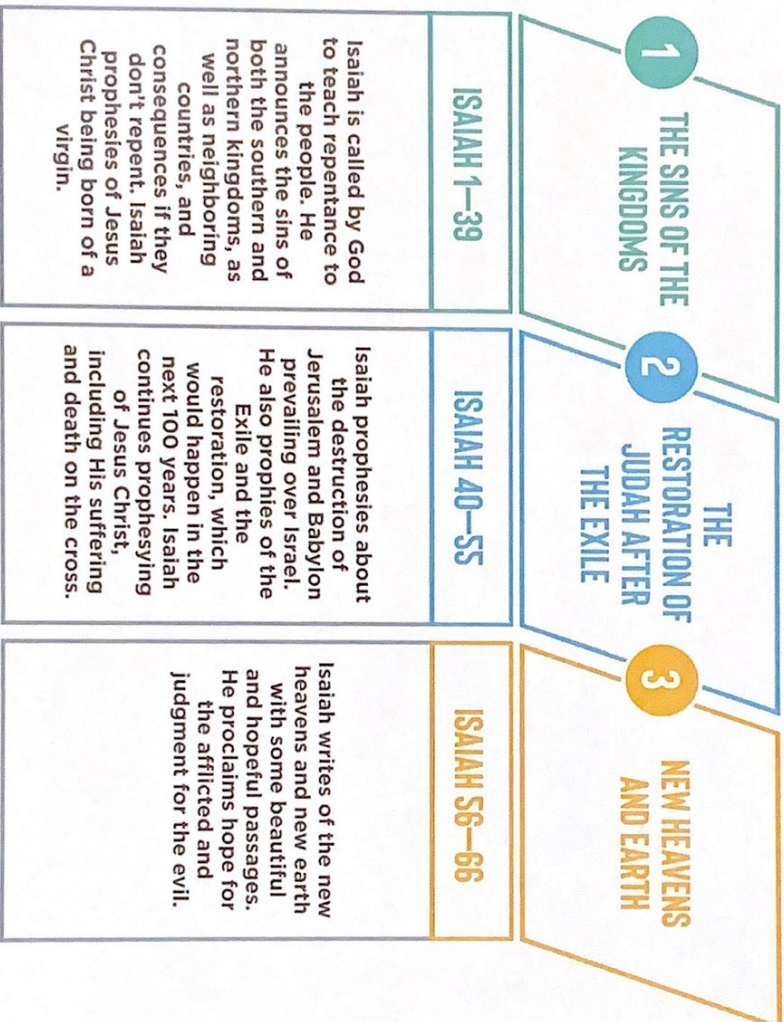 1
THE SINS OF THE
KINGDOMS
ISAIAH 1–39
Isaiah is called by God
to teach repentance to
the people. He
announces the sins of
both the southern and
northern kingdoms, as
well as neighboring
countries, and
consequences if they
don't repent. Isaiah
prophesies of Jesus
Christ being born of a
virgin.
2
THE
RESTORATION OF
JUDAH AFTER
THE EXILE
ISAIAH 40–55
Isaiah prophesies about
the destruction of
Jerusalem and Babylon
prevailing over Israel.
He also prophies of the
Exile and the
restoration, which
would happen in the
next 100 years. Isaiah
continues prophesying
of Jesus Christ,
including His suffering
and death on the cross.
3
NEW HEAVENS
AND EARTH
ISAIAH 56–66
Isaiah writes of the new
heavens and new earth
with some beautiful
and hopeful passages.
He proclaims hope for
the afflicted and
judgment for the evil.